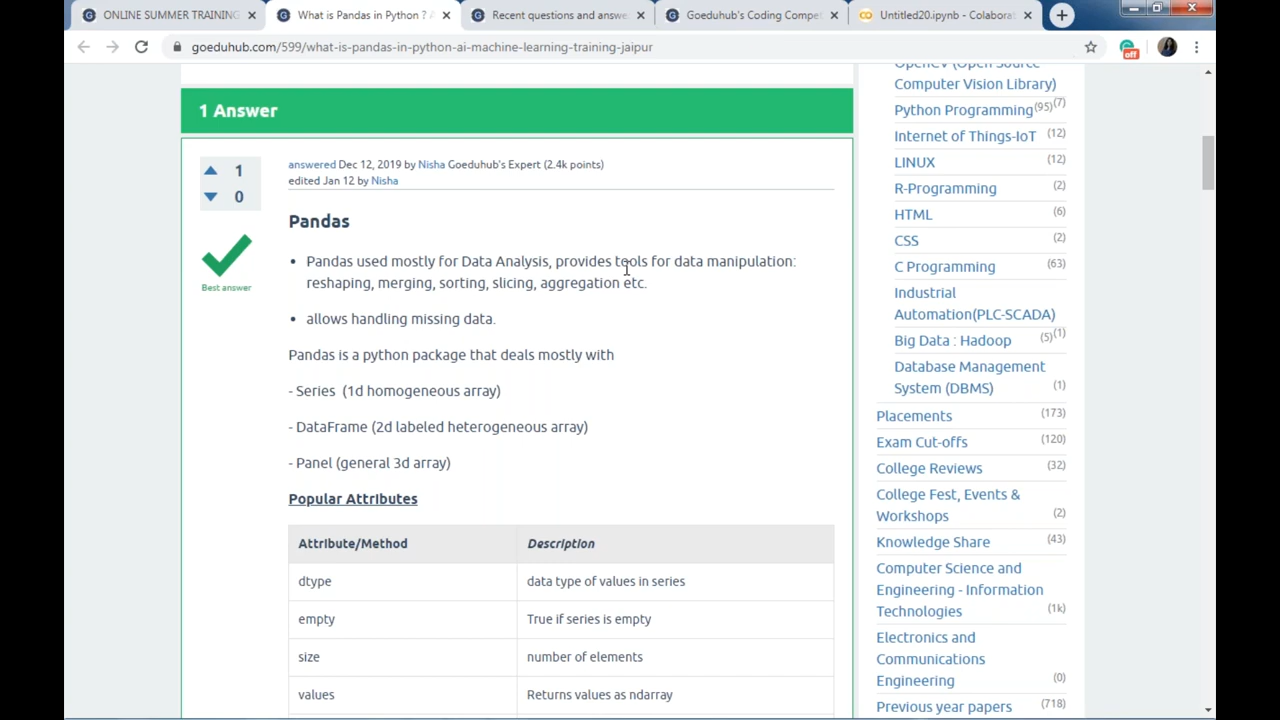 ONLINE SUMMER TRAINING
What is Pandas in Python ? A
Recent questions and answe
Goeduhub's Coding Compet
Untitled20.ipynb - Colaborat
goeduhub.com/599/what-is-pandas-in-python-ai-machine-learning-training-jaipur
off
1 Answer
1
0
Best answer
answered Dec 12, 2019 by Nisha Goeduhub's Expert (2.4k points)
edited Jan 12 by Nisha
Pandas
• Pandas used mostly for Data Analysis, provides tools for data manipulation:
reshaping, merging, sorting, slicing, aggregation etc.
• allows handling missing data.
Pandas is a python package that deals mostly with
- Series (1d homogeneous array)
- DataFrame (2d labeled heterogeneous array)
- Panel (general 3d array)
Popular Attributes
Attribute/Method Description
dtype data type of values in series
empty True if series is empty
size number of elements
values Returns values as ndarray
OpenCV (Open Source
Computer Vision Library)
Python Programming (95) (7)
Internet of Things-IoT (12)
LINUX (12)
R-Programming (2)
HTML (6)
CSS (2)
C Programming (63)
Industrial
Automation(PLC-SCADA)
Big Data : Hadoop (5) (1)
Database Management
System (DBMS) (1)
Placements (173)
Exam Cut-offs (120)
College Reviews (32)
College Fest, Events &
Workshops (2)
Knowledge Share (43)
Computer Science and
Engineering - Information
Technologies (1k)
Electronics and
Communications
Engineering (0)
Previous year papers (718)